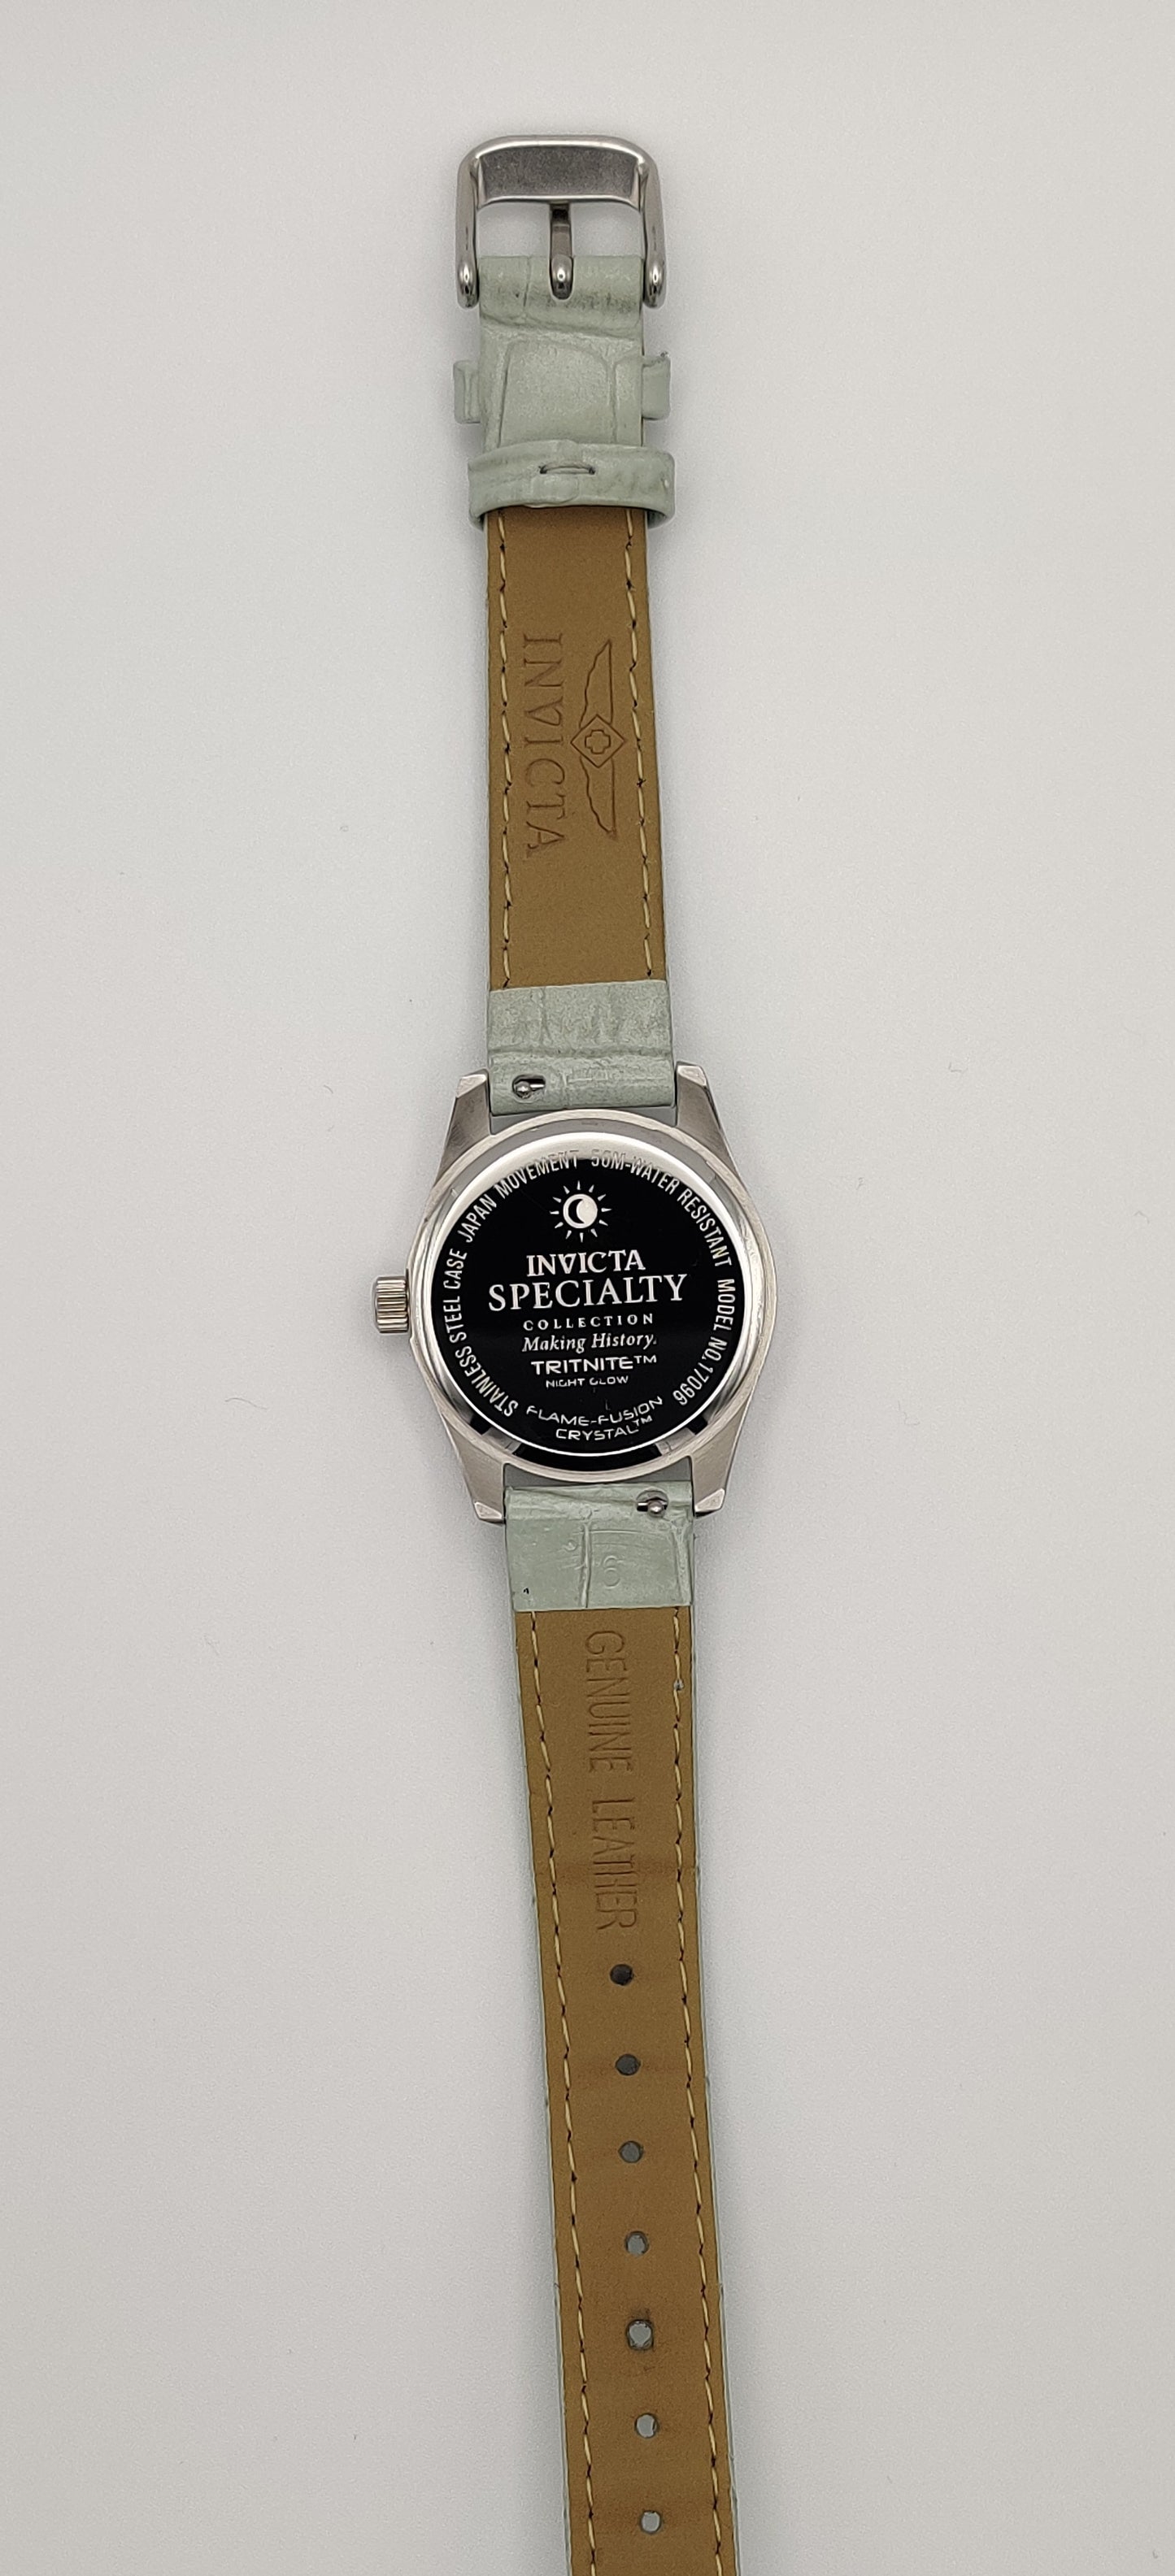 INVICTA
STAINLESS STEEL CASE JAPAN MOVEMENT 50M-WATER RESISTANT MODEL NO.17096
INVICTA
SPECIALTY
COLLECTION
Making History.
TRITNITE™
NIGHT GLOW
FLAME-FUSION
CRYSTAL™
6
GENUINE LEATHER